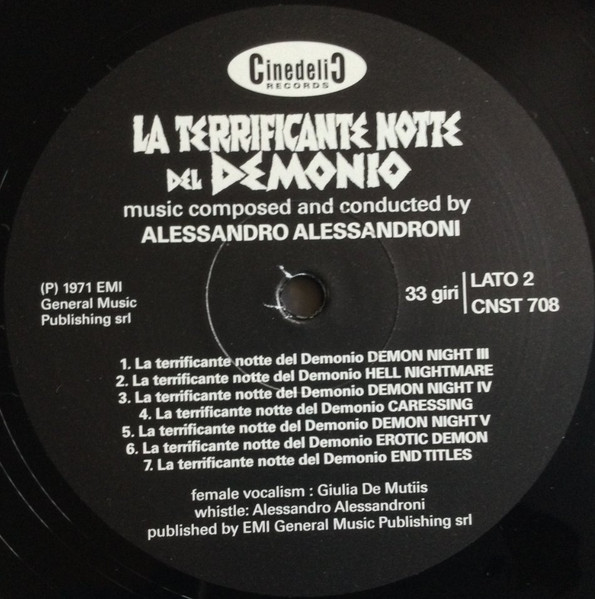 CinedeliC
RECORDS
LA TERRIFICANTE NOTTE
DEL DEMONIO
music composed and conducted by
ALESSANDRO ALESSANDRONI
(P) 1971 EMI
General Music
Publishing srl
33 giri
LATO 2
CNST 708
1. La terrificante notte del Demonio DEMON NIGHT III
2. La terrificante notte del Demonio HELL NIGHTMARE
3. La terrificante notte del Demonio DEMON NIGHT IV
4. La terrificante notte del Demonio CARESSING
5. La terrificante notte del Demonio DEMON NIGHT V
6. La terrificante notte del Demonio EROTIC DEMON
7. La terrificante notte del Demonio END TITLES
female vocalism : Giulia De Mutiis
whistle: Alessandro Alessandroni
published by EMI General Music Publishing srl